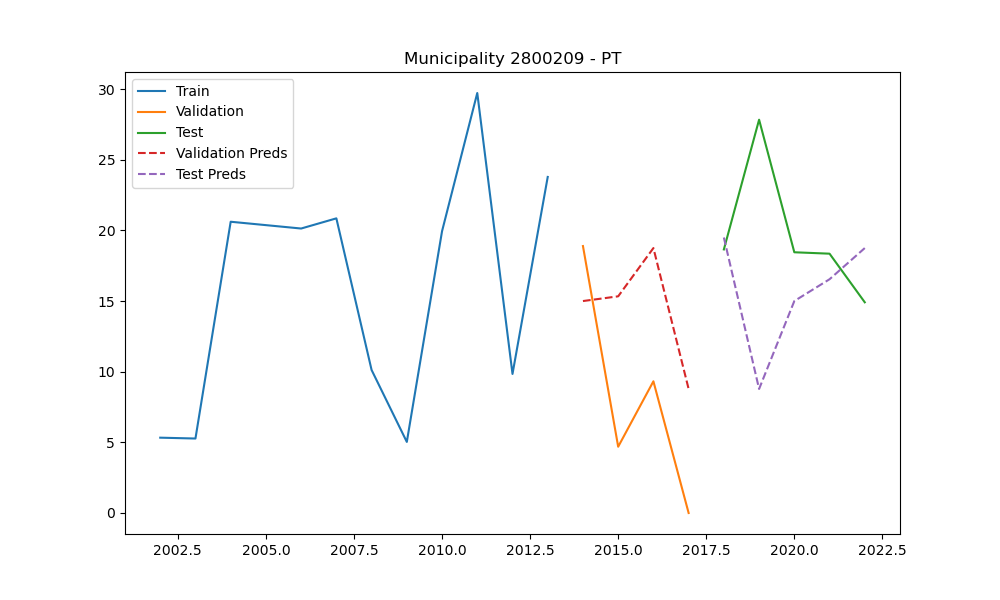 Municipality 2800209 - PT
Train
Validation
Test
Validation Preds
Test Preds
30
25
20
15
10
5
0
2002.5 2005.0 2007.5 2010.0 2012.5 2015.0 2017.5 2020.0 2022.5